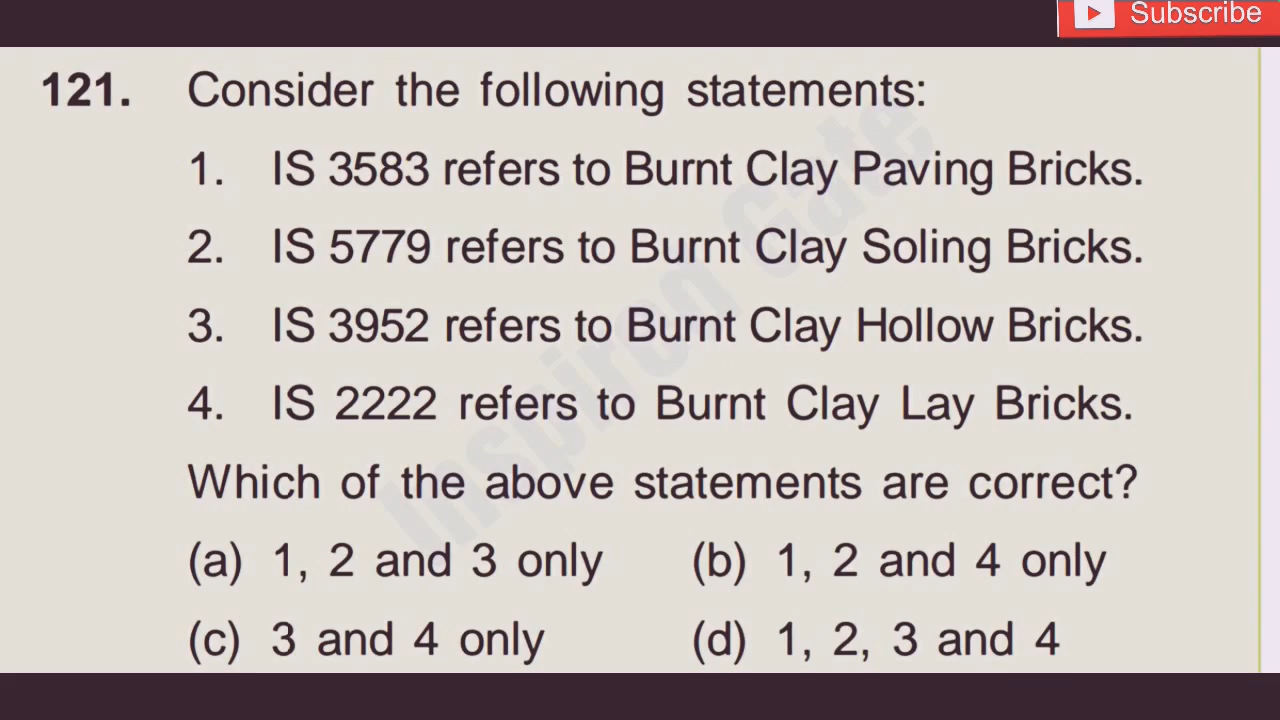 Subscribe
121. Consider the following statements:
1. IS 3583 refers to Burnt Clay Paving Bricks.
2. IS 5779 refers to Burnt Clay Soling Bricks.
3. IS 3952 refers to Burnt Clay Hollow Bricks.
4. IS 2222 refers to Burnt Clay Lay Bricks.
Which of the above statements are correct?
(a) 1, 2 and 3 only (b) 1, 2 and 4 only
(c) 3 and 4 only (d) 1, 2, 3 and 4
Inspireq Gate